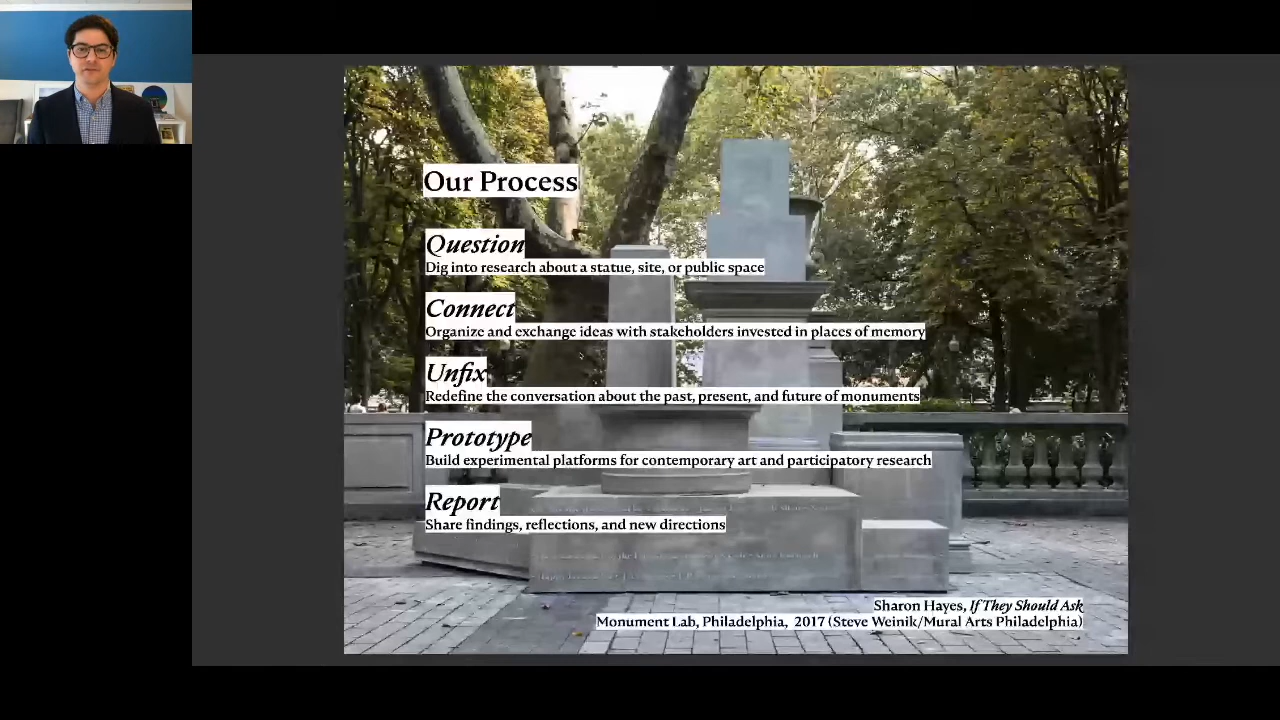 Our Process
Question
Dig into research about a statue, site, or public space
Connect
Organize and exchange ideas with stakeholders invested in places of memory
Unfix
Redefine the conversation about the past, present, and future of monuments
Prototype
Build experimental platforms for contemporary art and participatory research
Report
Share findings, reflections, and new directions
Sharon Hayes, If They Should Ask
Monument Lab, Philadelphia, 2017 (Steve Weinik/Mural Arts Philadelphia)